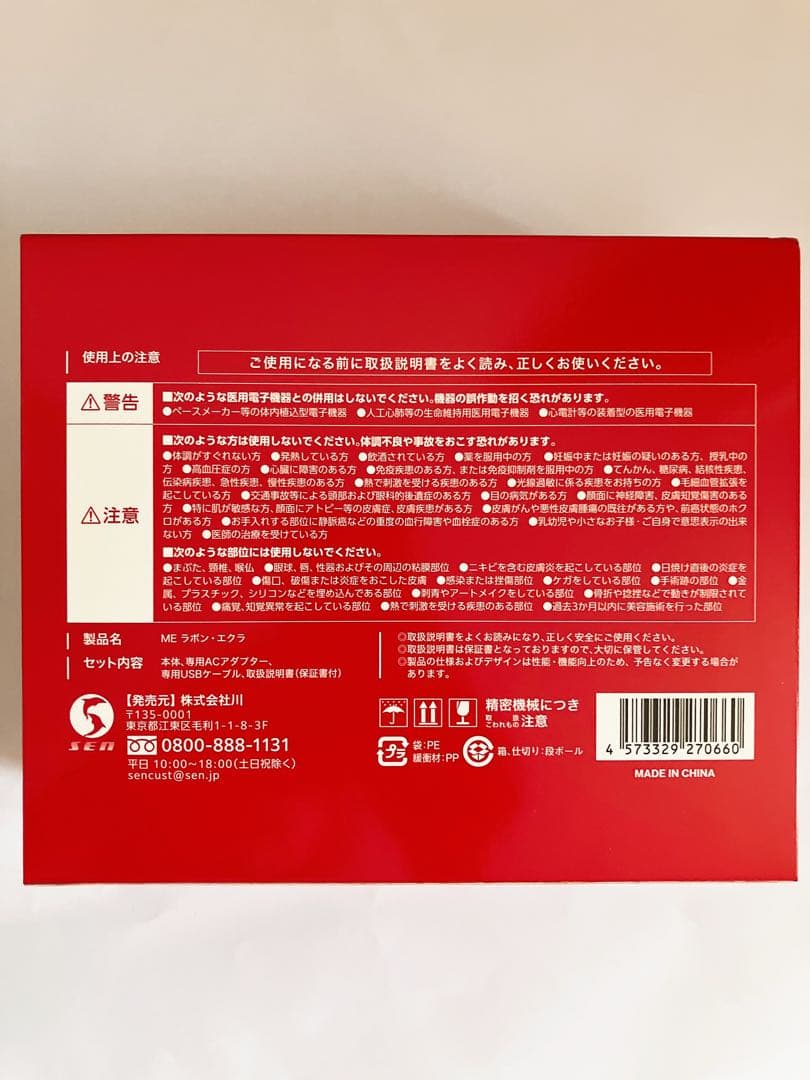 使用上の注意
ご使用になる前に取扱説明書をよく読み、正しくお使いください。
⚠警告
■次のような医用電子機器との併用はしないでください。機器の誤作動を招く恐れがあります。
●ペースメーカー等の体内植込型電子機器 ●人工心肺等の生命維持用医用電子機器 ●心電計等の装着型の医用電子機器
⚠注意
■次のような方は使用しないでください。体調不良や事故をおこす恐れがあります。
●体調がすぐれない方 ●発熱している方 ●飲酒されている方 ●薬を服用中の方 ●妊娠中または妊娠の疑いのある方、授乳中の
方 ●高血圧症の方 ●心臓に障害のある方 ●免疫疾患のある方、または免疫抑制剤を服用中の方 ●てんかん、糖尿病、結核性疾患、
伝染病疾患、急性疾患、慢性疾患のある方 ●熱で刺激を受ける疾患のある方 ●光線過敏に係る疾患をお持ちの方 ●毛細血管拡張を
起こしている方 ●交通事故等による頭部および眼科的後遺症のある方 ●目の病気がある方 ●顔面に神経障害、皮膚知覚傷害のあ
る方 ●特に肌が敏感な方、顔面にアトピー等の皮膚症、皮膚疾患がある方 ●皮膚がんや悪性皮膚腫瘍の既往がある方や、前癌状態のホク
ロがある方 ●お手入れする部位に静脈癌などの重度の血行障害や血栓症のある方 ●乳幼児や小さなお子様・ご自身で意思表示の出来
ない方 ●医師の治療を受けている方
■次のような部位には使用しないでください。
●まぶた、頸椎、喉仏 ●眼球、唇、性器およびその周辺の粘膜部位 ●ニキビを含む皮膚炎を起こしている部位 ●日焼け直後の炎症を
起こしている部位 ●傷口、破傷または炎症をおこした皮膚 ●感染または挫傷部位 ●ケガをしている部位 ●手術跡の部位 ●金
属、プラスチック、シリコンなどを埋め込んである部位 ●刺青やアートメイクをしている部位 ●骨折や捻挫などで動きが制限されて
いる部位 ●痛覚、知覚異常を起こしている部位 ●熱で刺激を受ける疾患のある部位 ●過去3か月以内に美容施術を行った部位
製品名 ME ラボン・エクラ
セット内容 本体、専用ACアダプター、
専用USBケーブル、取扱説明書(保証書付)
◎取扱説明書をよくお読みになり、正しく安全にご使用ください。
◎取扱説明書は保証書となっておりますので、大切に保管してください。
◎製品の仕様およびデザインは性能・機能向上のため、予告なく変更する場合が
あります。
SEN
【発売元】株式会社川
〒135-0001
東京都江東区毛利1-1-8-3F
0800-888-1131
平日 10:00〜18:00(土日祝除く)
sencust@sen.jp
精密機械につき
取扱注意
こわれもの
プラ
袋:PE
緩衝材:PP
箱、仕切り:段ボール
4 573329 270660
MADE IN CHINA